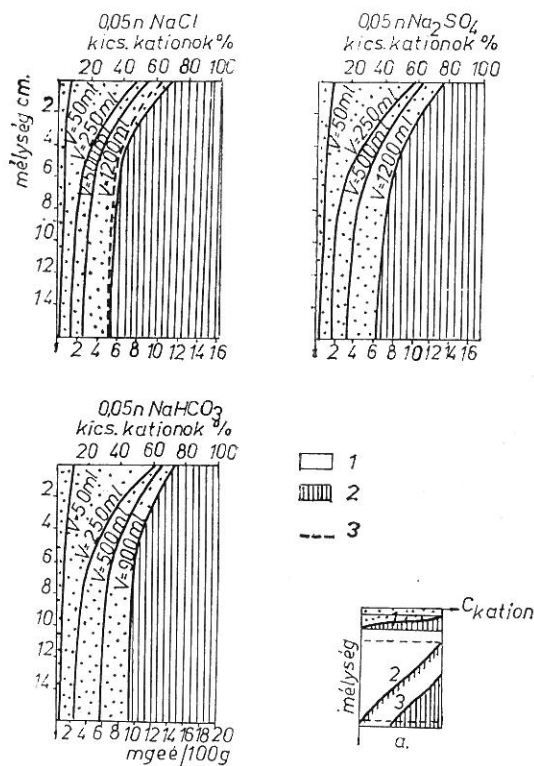 0,05n NaCl
kics. kationok %
20 40 60 80 100
mélység cm.
2
4
6
8
10
12
14
V=50ml
V=250ml
V=500ml
V=1200ml
1 2 4 6 8 10 12 14 16
0,05n Na2SO4
kics. kationok %
20 40 60 80 100
V=50ml
V=250ml
V=500ml
V=1200ml
1 2 4 6 8 10 12 14 16
0,05n NaHCO3
kics. kationok %
20 40 60 80 100
2
4
6
8
10
12
14
V=50ml
V=250ml
V=500ml
V=900ml
2 4 6 8 10 12 14 16 18 20
mgeé/100g
1
2
3
Ckation
mélység
1
2
3
a.